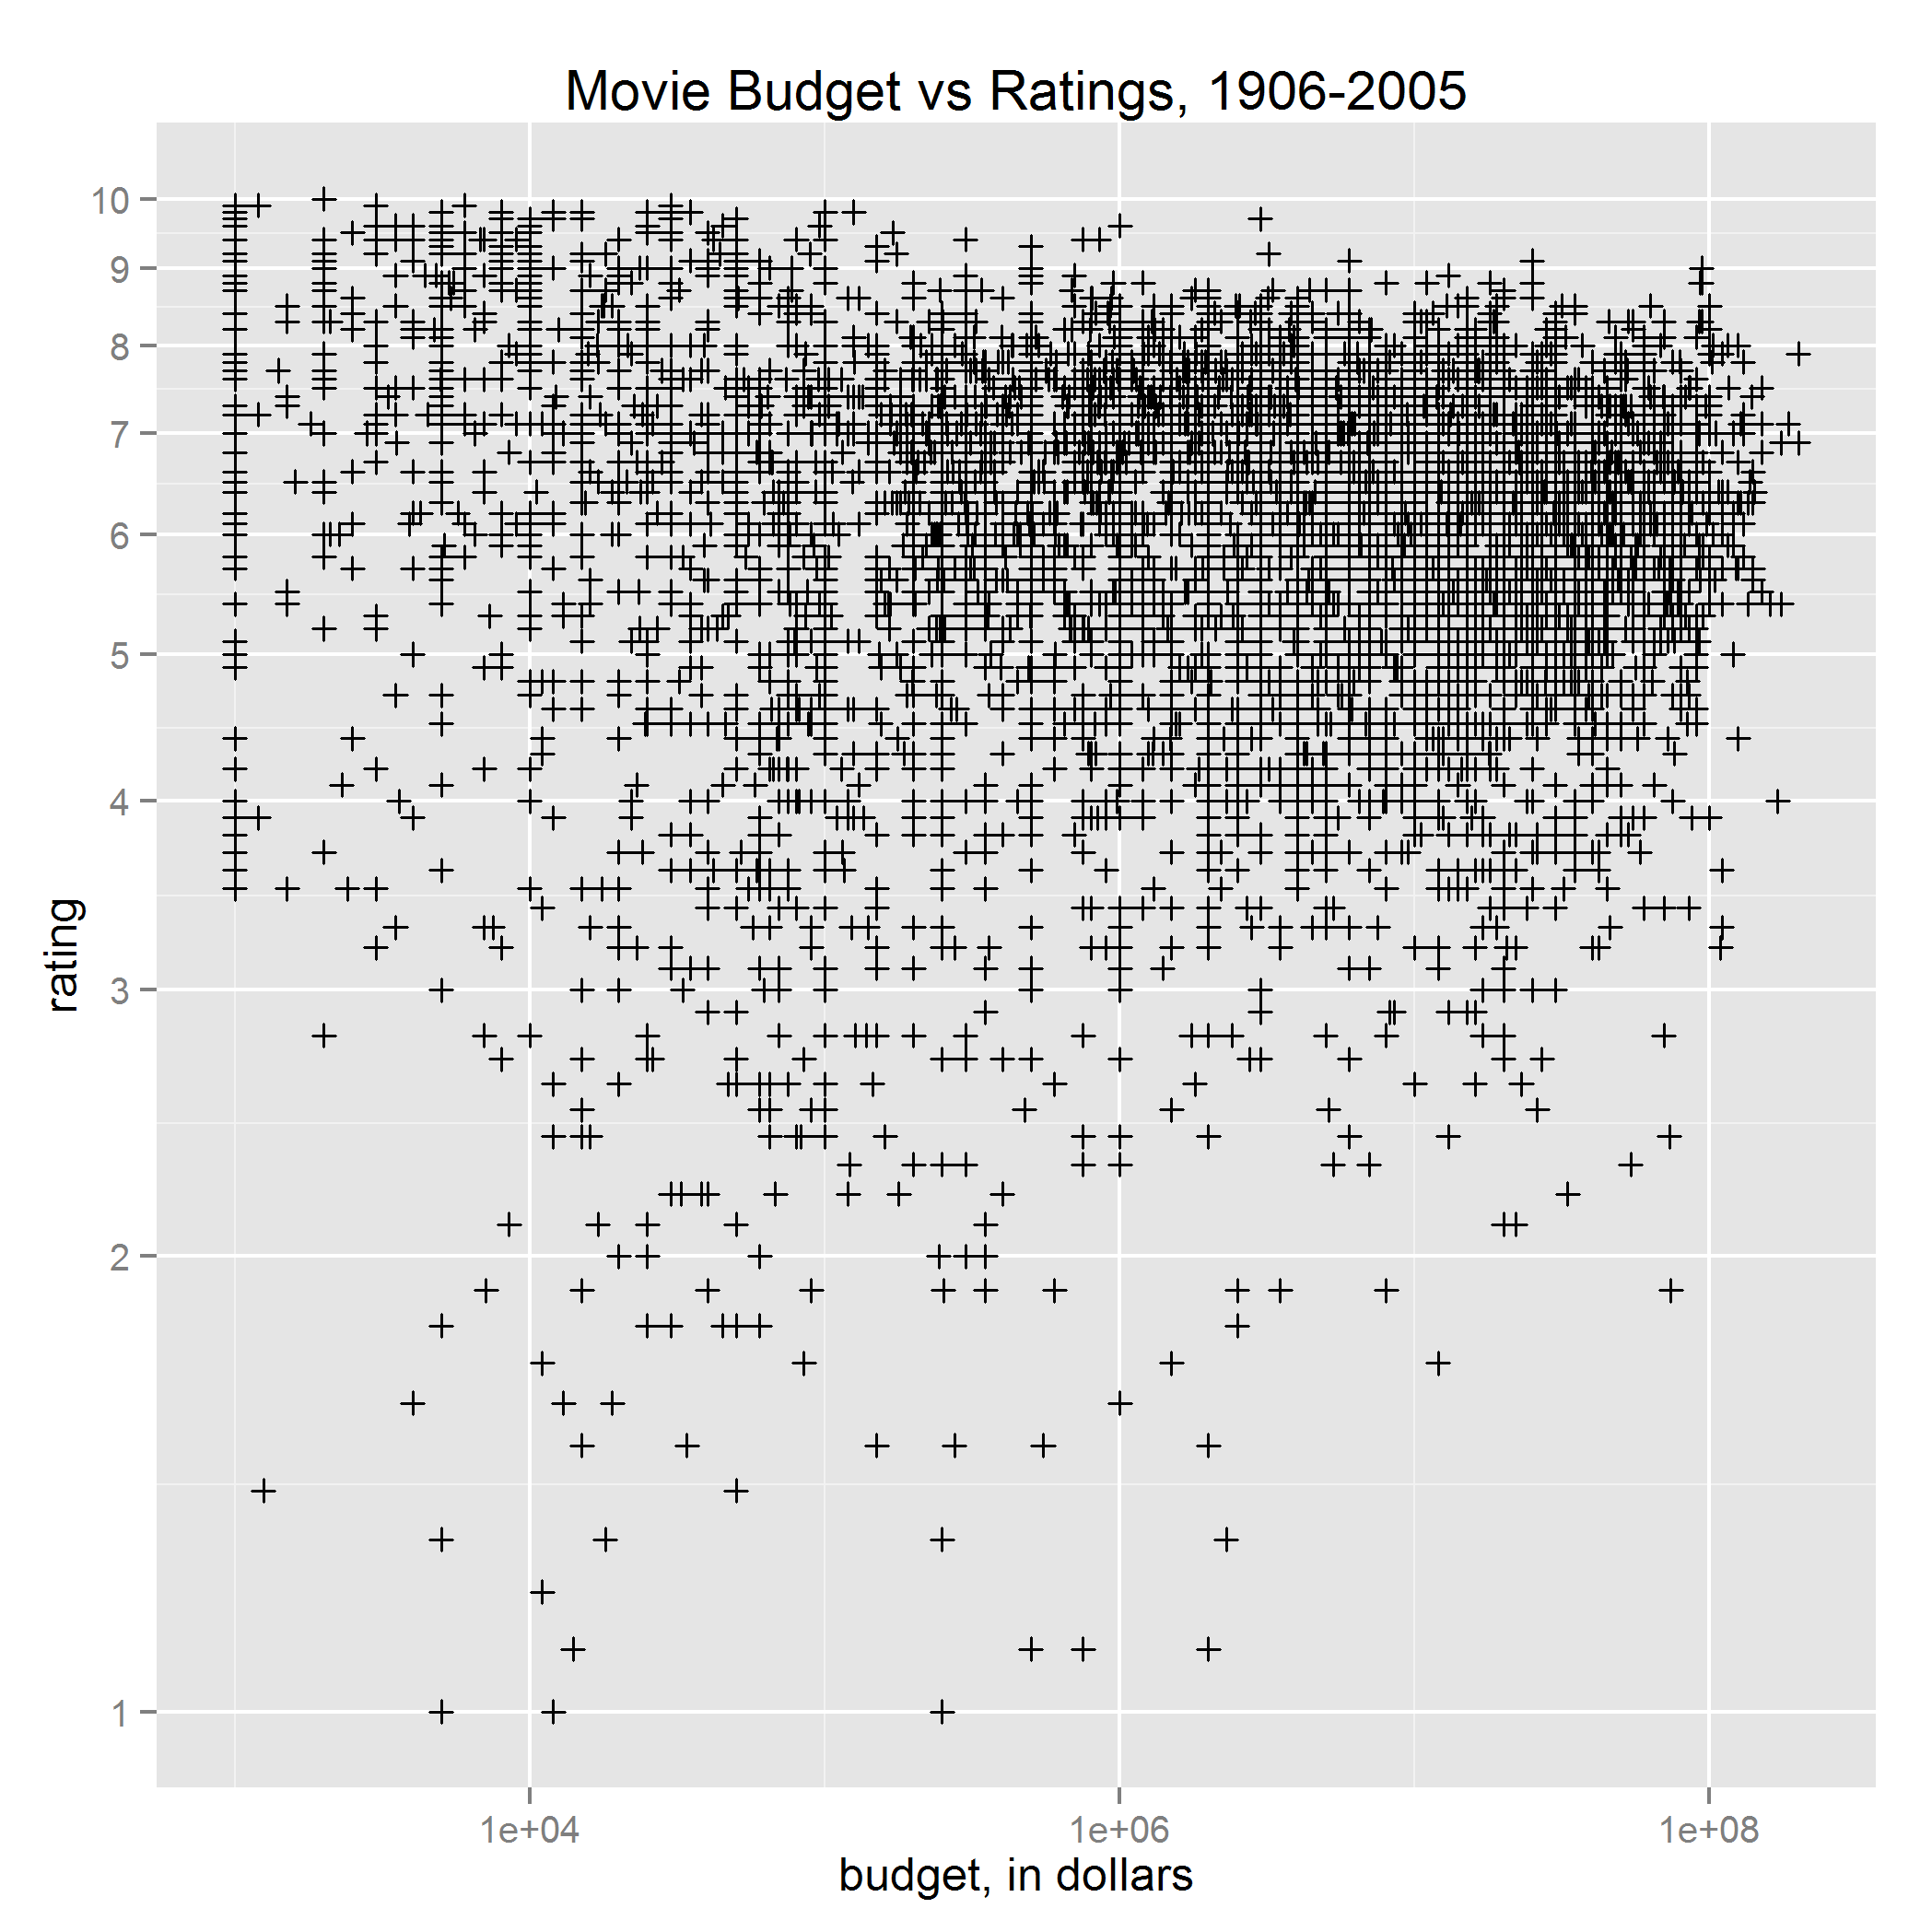 Movie Budget vs Ratings, 1906-2005
10
9
8
7
6
5
4
3
2
1
rating
1e+04 1e+06 1e+08
budget, in dollars